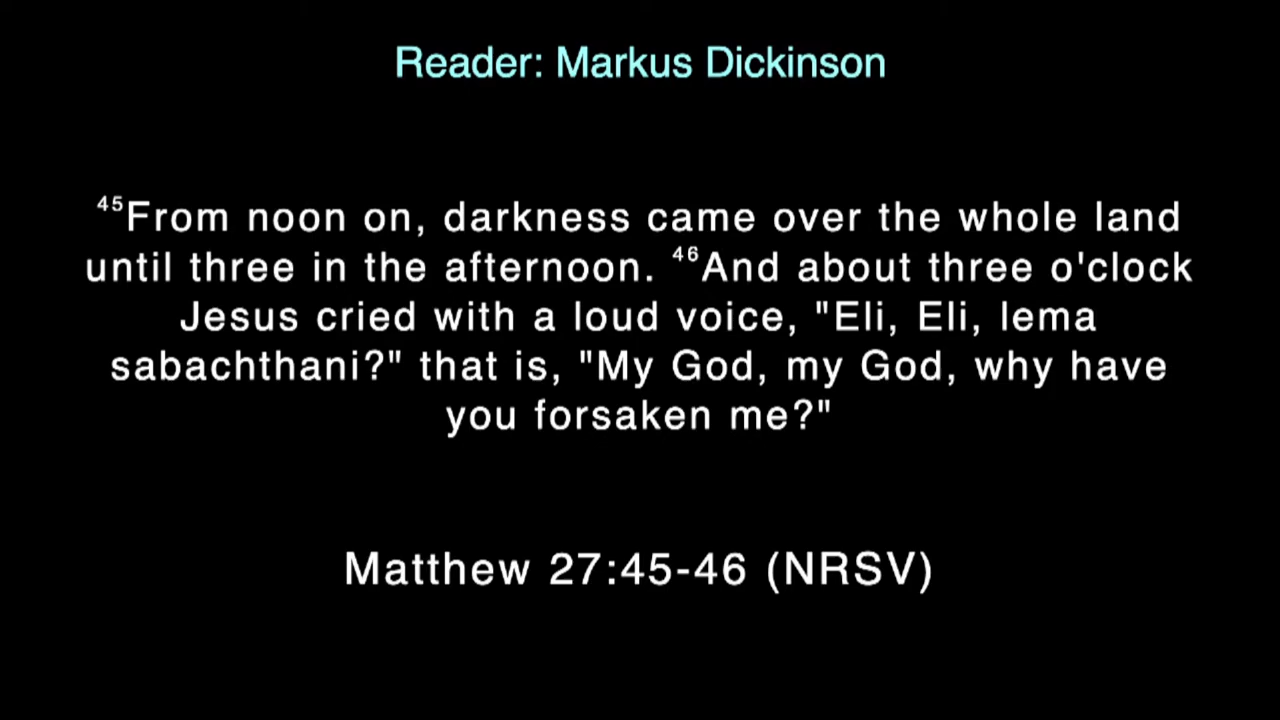 Reader: Markus Dickinson
45From noon on, darkness came over the whole land
until three in the afternoon. 46And about three o'clock
Jesus cried with a loud voice, "Eli, Eli, lema
sabachthani?" that is, "My God, my God, why have
you forsaken me?"
Matthew 27:45-46 (NRSV)